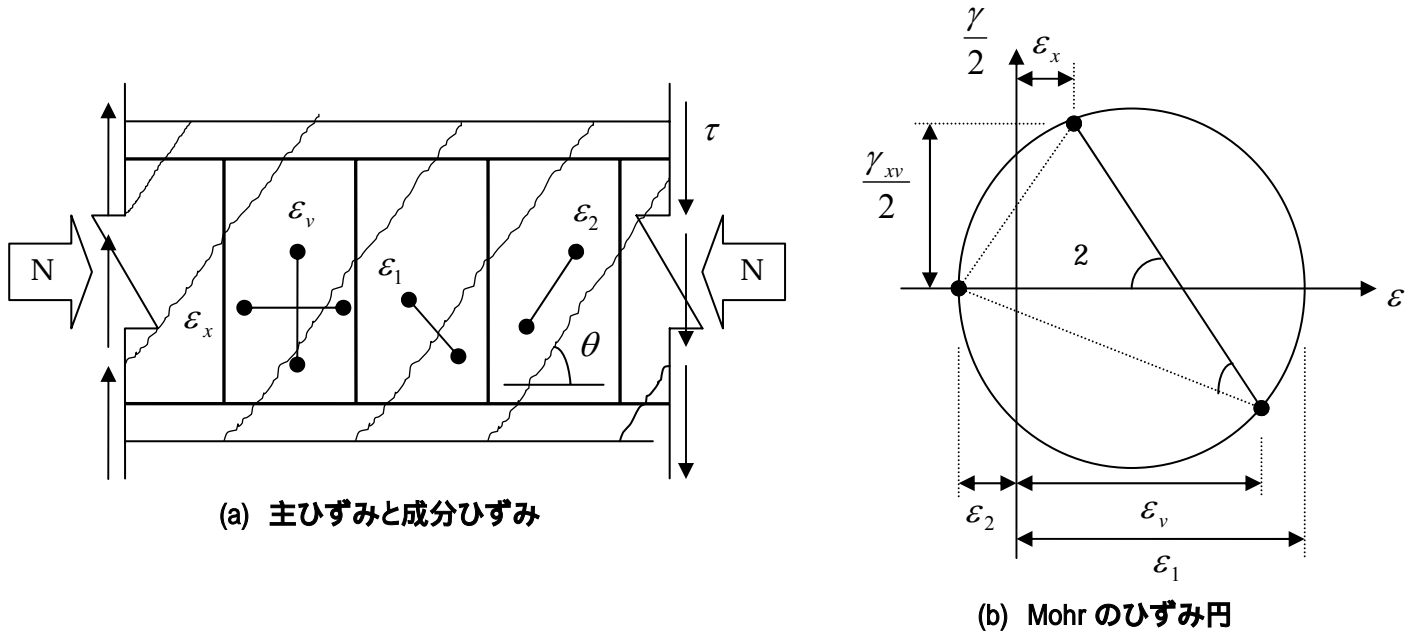 τ
N
N
ε_v
ε_x
ε_1
ε_2
θ
(a) 主ひずみと成分ひずみ
γ/2
ε_x
γ_xv/2
2
ε
ε_2
ε_v
ε_1
(b) Mohr のひずみ円